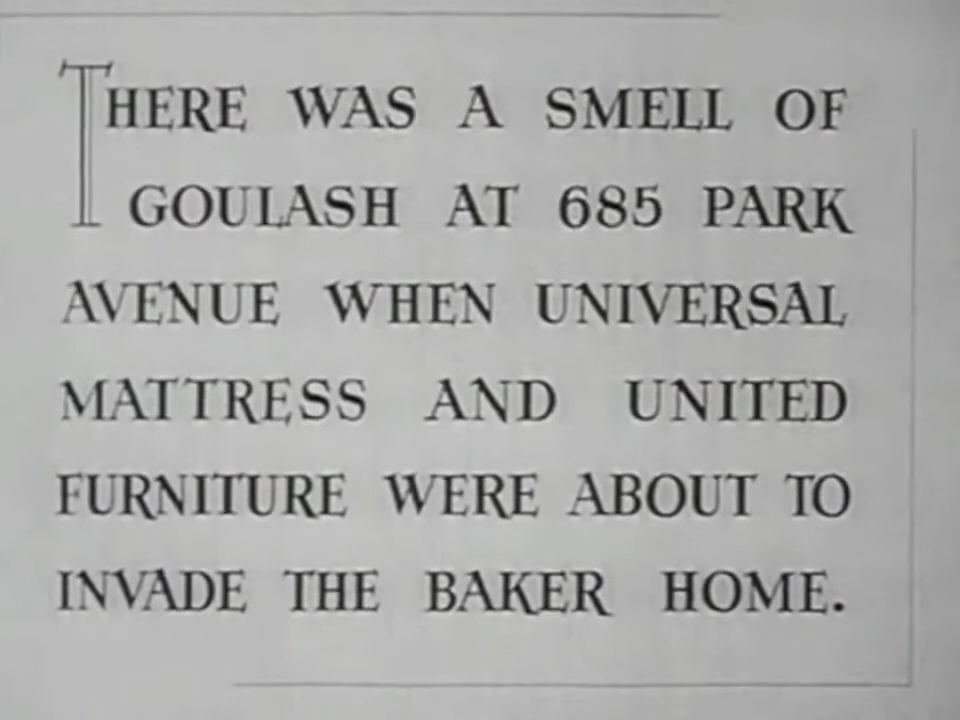 THERE WAS A SMELL OF
GOULASH AT 685 PARK
AVENUE WHEN UNIVERSAL
MATTRESS AND UNITED
FURNITURE WERE ABOUT TO
INVADE THE BAKER HOME.